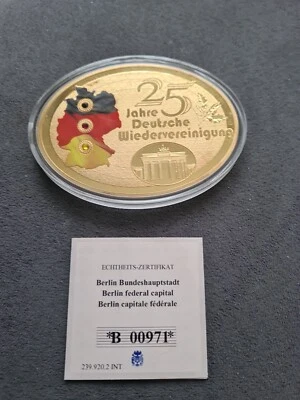 25
Jahre
Deutsche
Wiedervereinigung
ECHTHEITS-ZERTIFIKAT
Berlin Bundeshauptstadt
Berlin federal capital
Berlin capitale fédérale
*B 00971*
239.920.2 INT